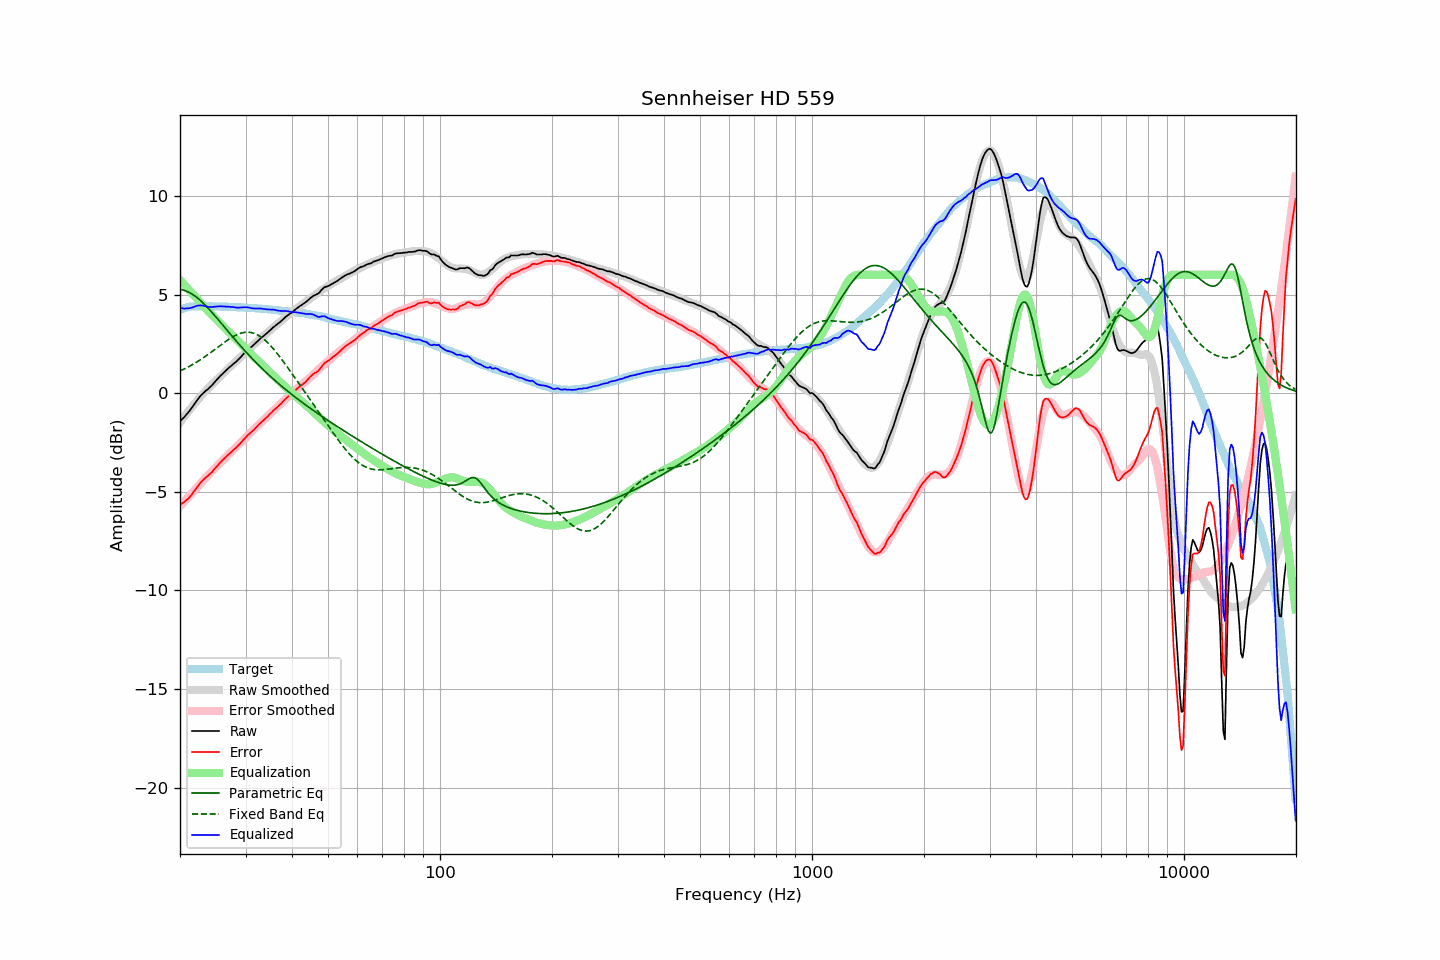 Sennheiser HD 559
10
5
0
−5
−10
−15
−20
Amplitude (dBr)
Target
Raw Smoothed
Error Smoothed
Raw
Error
Equalization
Parametric Eq
Fixed Band Eq
Equalized
100
1000
10000
Frequency (Hz)